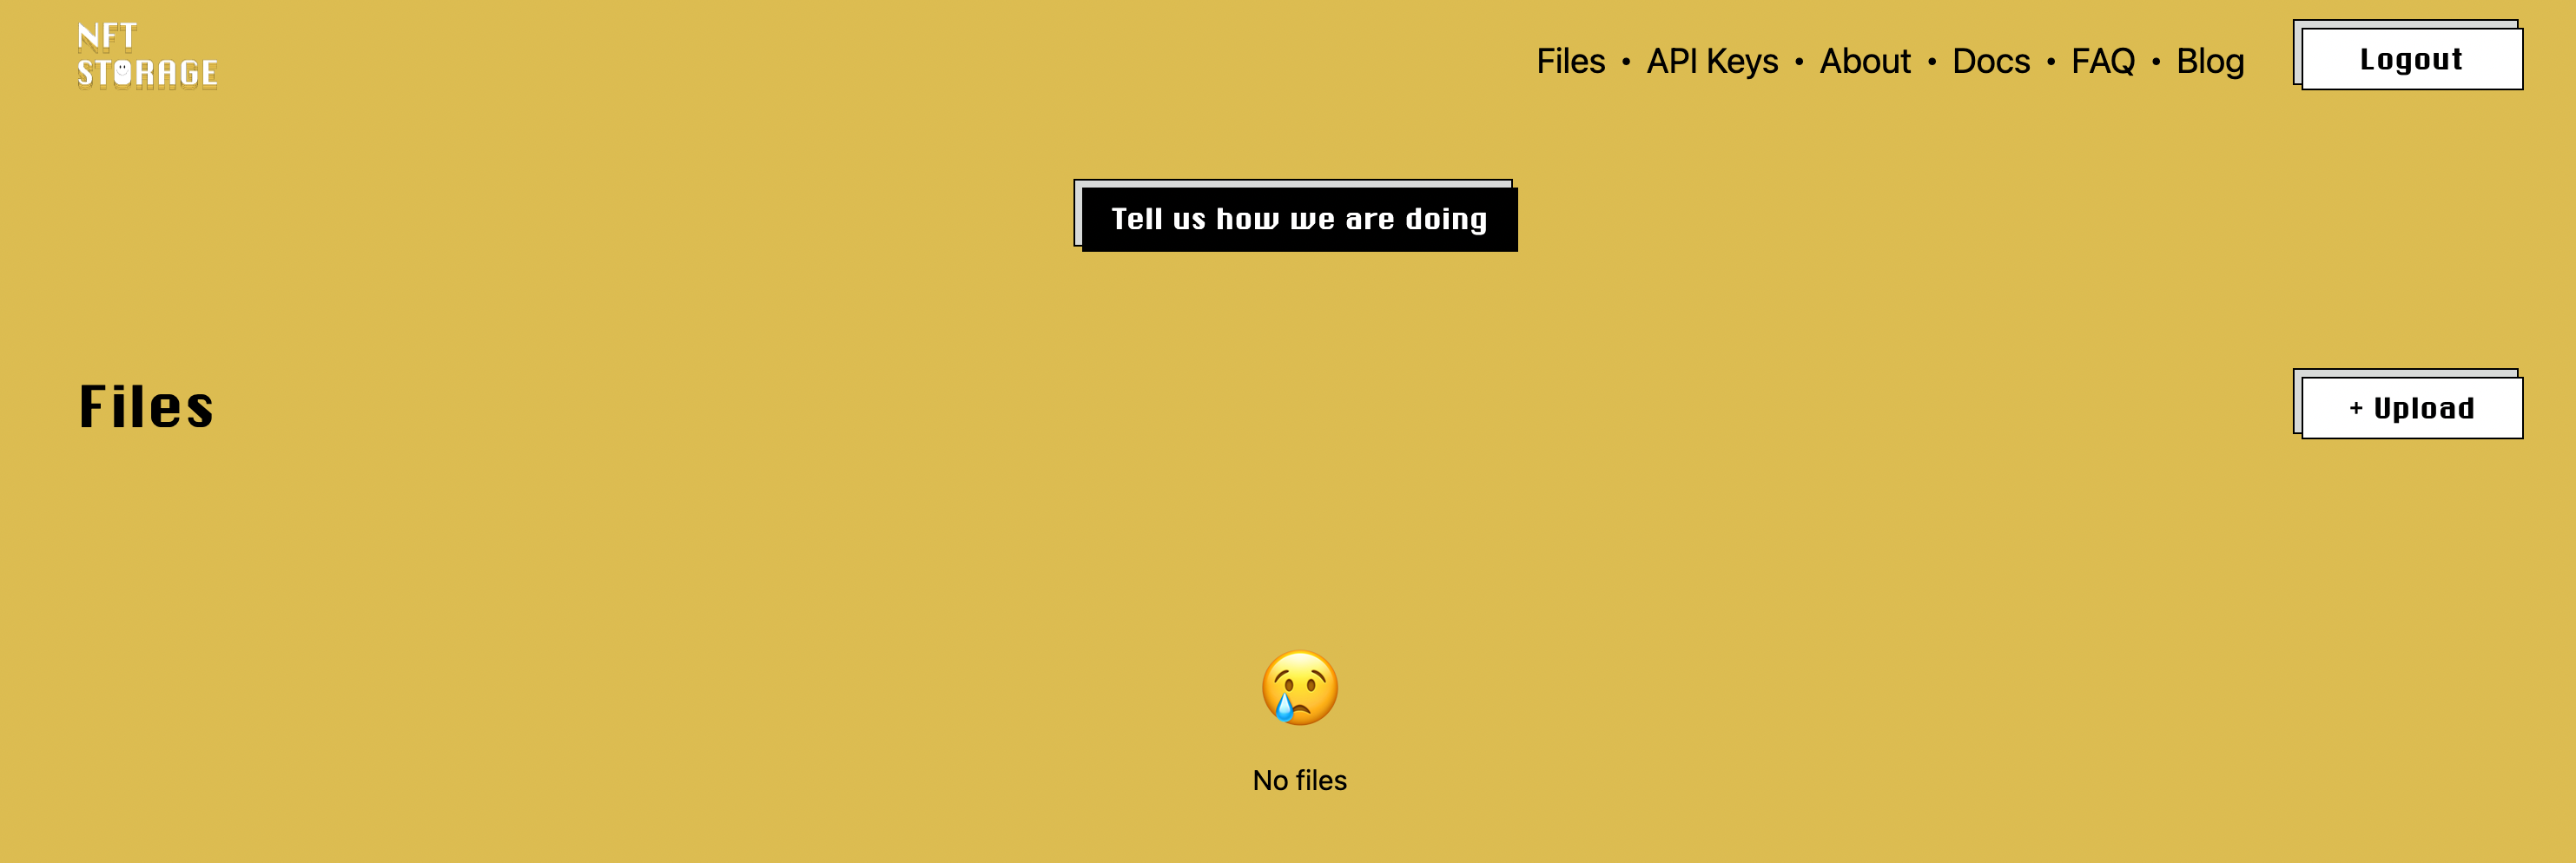 NFT
STORAGE
Files • API Keys • About • Docs • FAQ • Blog
Logout
Tell us how we are doing
Files
+ Upload
No files